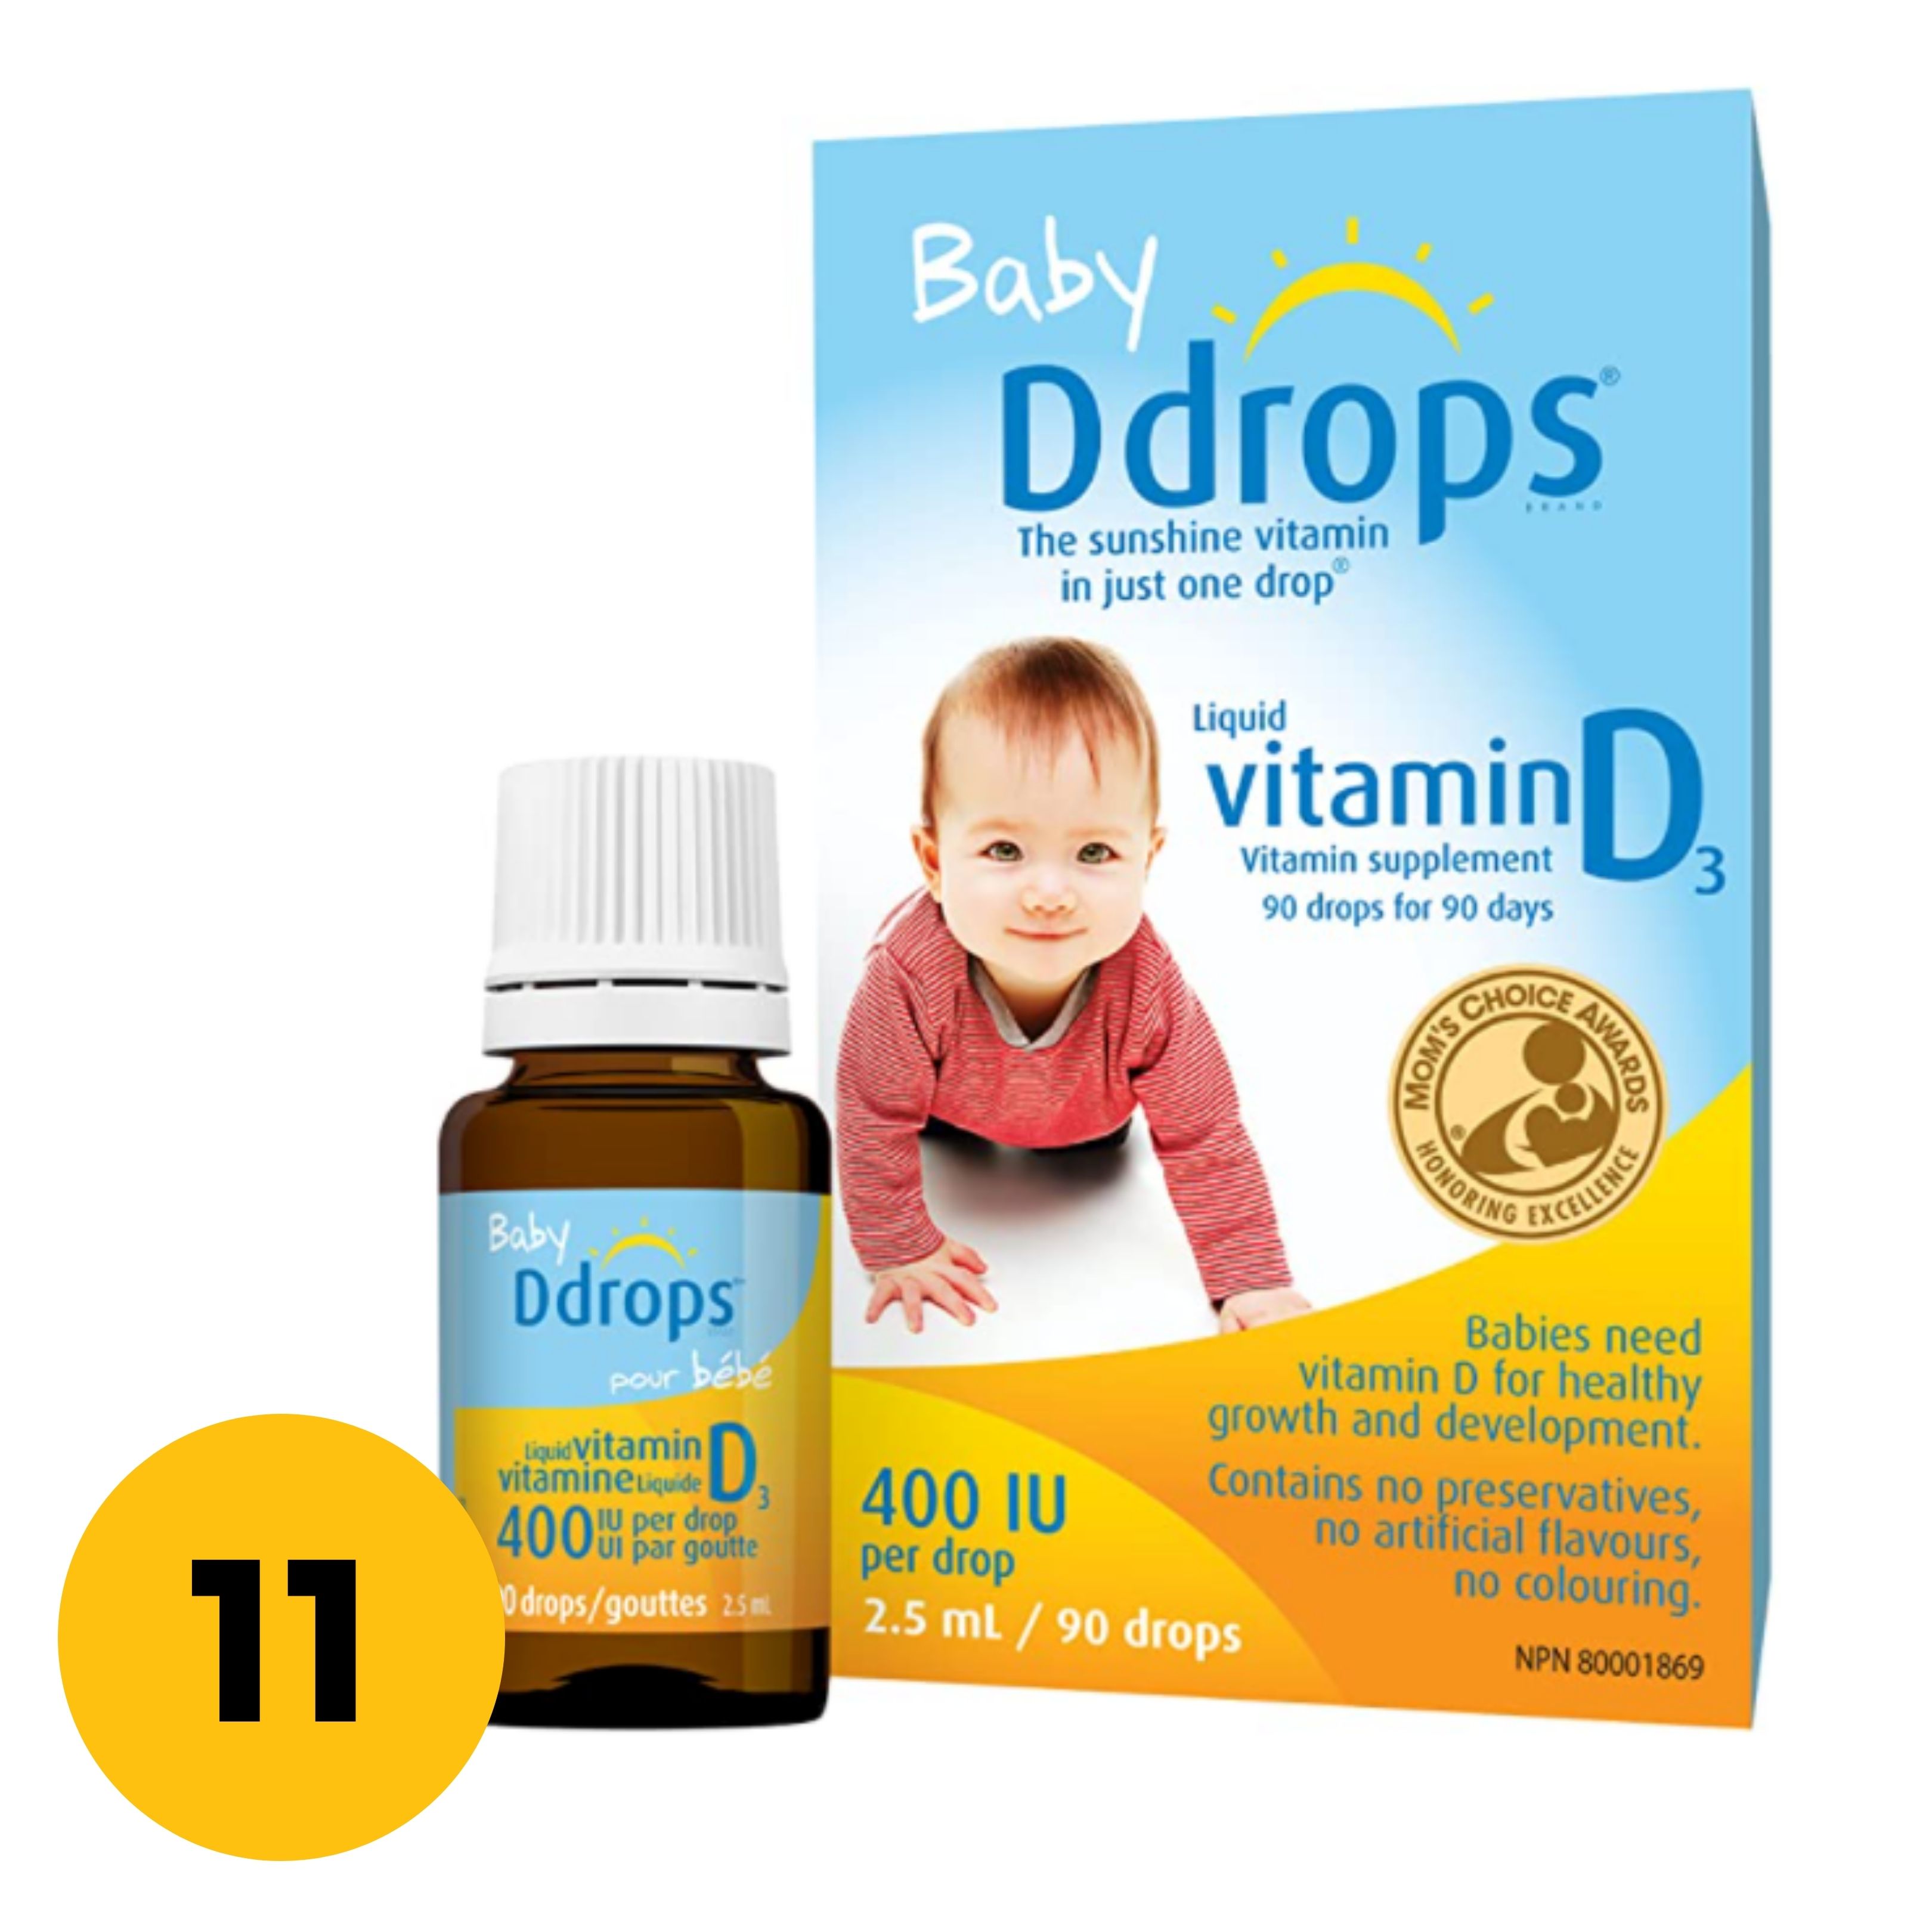 Baby
Ddrops®
BRAND
The sunshine vitamin
in just one drop®
Liquid
vitamin D3
Vitamin supplement
90 drops for 90 days
MOM'S CHOICE AWARDS
®
HONORING EXCELLENCE
Babies need
vitamin D for healthy
growth and development.
Contains no preservatives,
no artificial flavours,
no colouring.
400 IU
per drop
2.5 mL / 90 drops
NPN 80001869
Baby
Ddrops
pour bébé
Liquid vitamin D3
vitamine Liquide
400 IU per drop
UI par goutte
0 drops/gouttes 2.5 mL
11